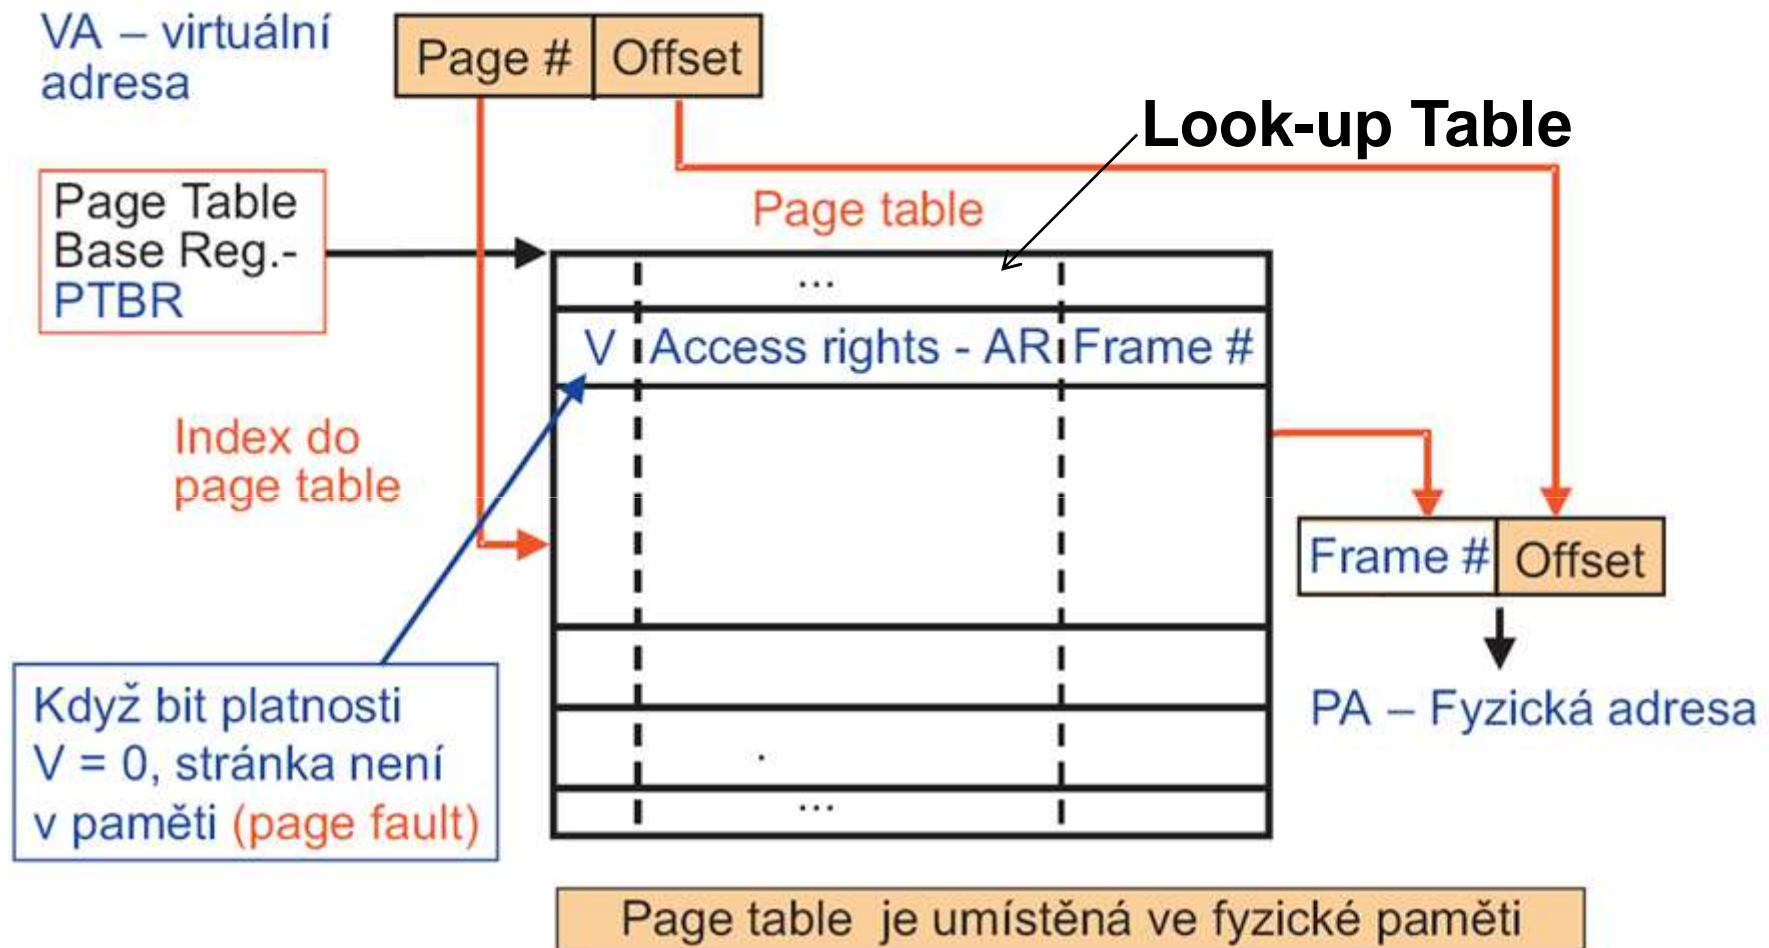 VA – virtuální
adresa
Page # Offset
Look-up Table
Page Table
Base Reg.-
PTBR
Page table
...
V Access rights - AR Frame #
Index do
page table
Frame # Offset
Když bit platnosti
V = 0, stránka není
v paměti (page fault)
PA – Fyzická adresa
.
...
Page table je umístěná ve fyzické paměti